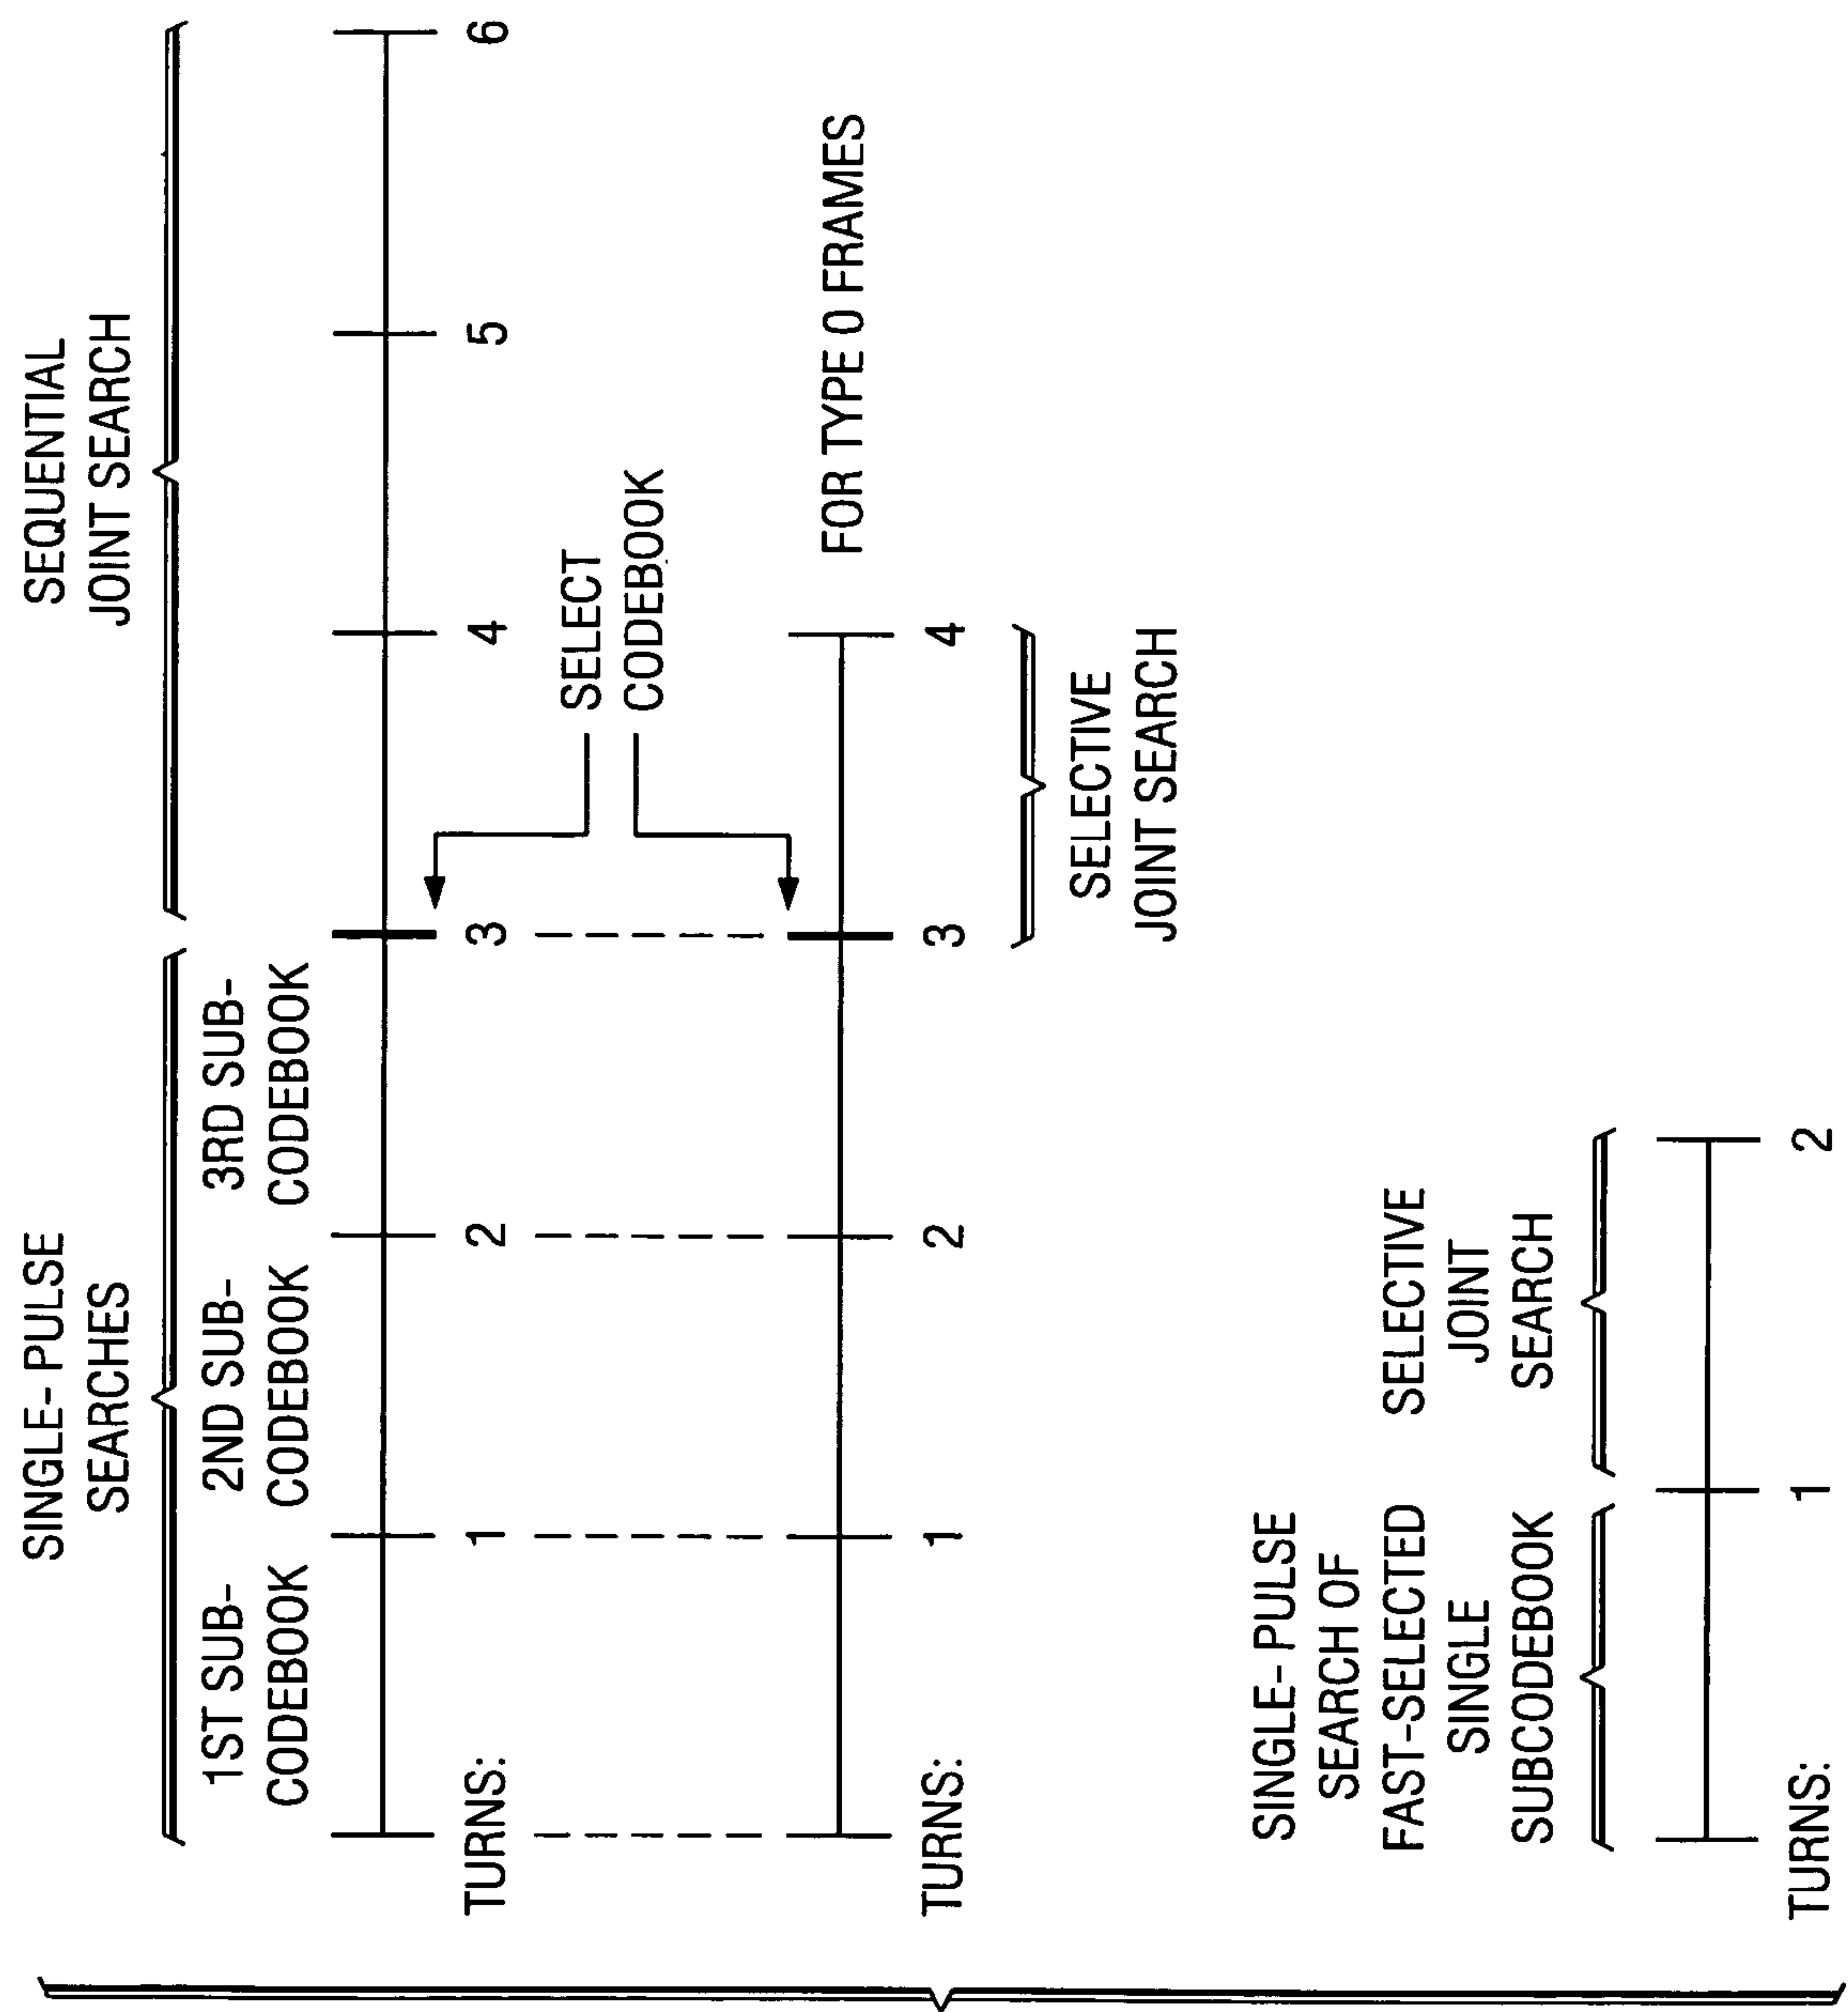 SINGLE- PULSE
SEARCHES
SEQUENTIAL
JOINT SEARCH
1ST SUB-
CODEBOOK
2ND SUB-
CODEBOOK
3RD SUB-
CODEBOOK
TURNS: 1 2 3 4 5 6
SELECT
CODEBOOK
FOR TYPE 0 FRAMES
TURNS: 1 2 3 4
SELECTIVE
JOINT SEARCH
SINGLE- PULSE
SEARCH OF
FAST-SELECTED
SINGLE
SUBCODEBOOK
SELECTIVE
JOINT
SEARCH
TURNS: 1 2